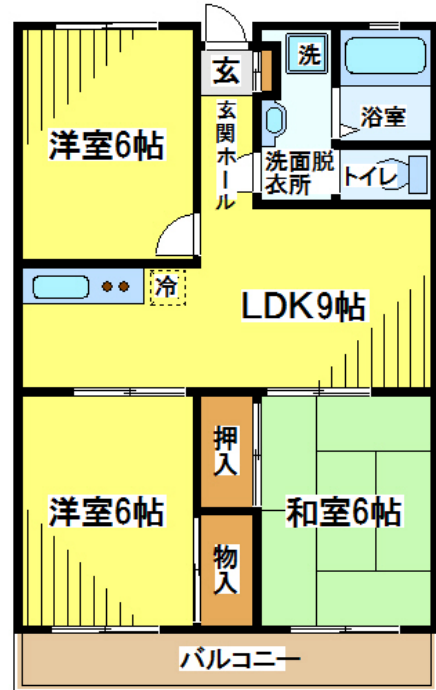 玄
洗
浴室
洋室6帖
玄関ホール
洗面脱
衣所
トイレ
冷
LDK9帖
押入
洋室6帖
和室6帖
物入
バルコニー